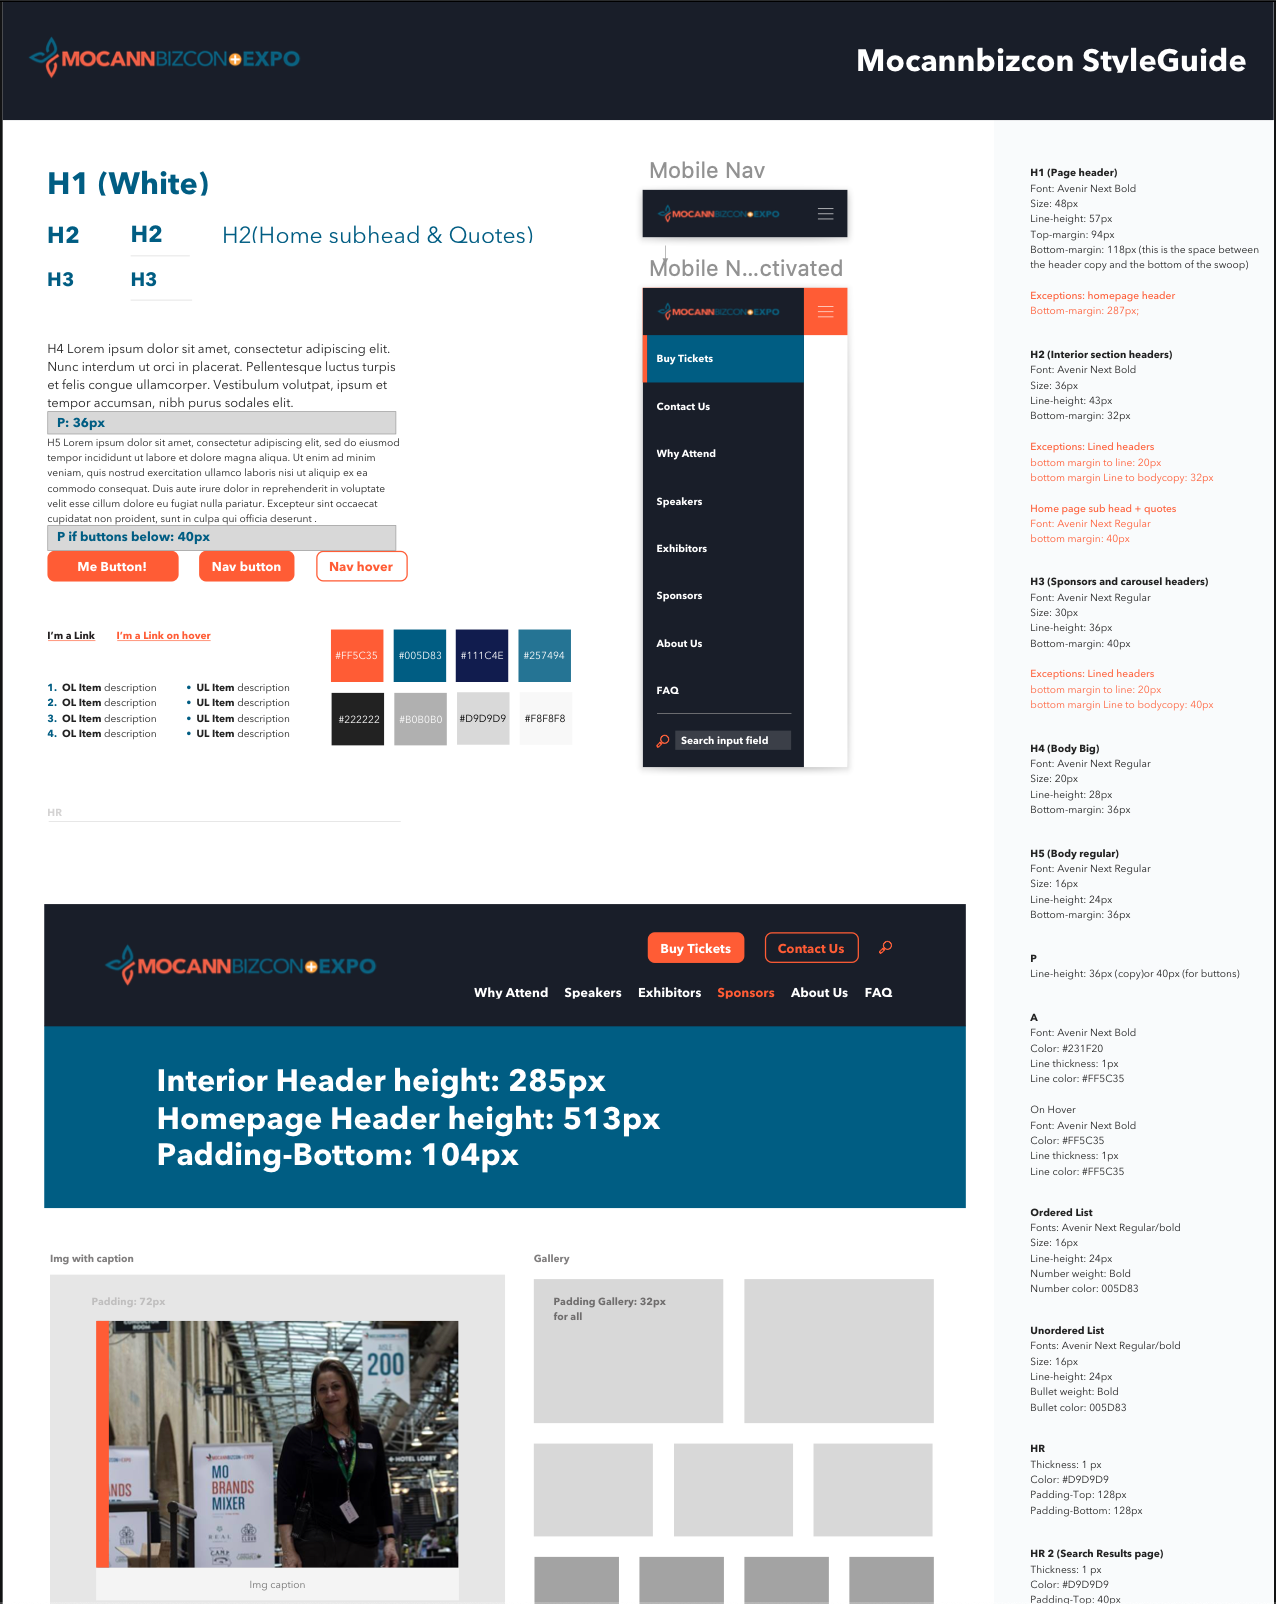 MOCANNBIZCON+EXPO
Mocannbizcon StyleGuide
H1 (White)
H2
H2
H2(Home subhead & Quotes)
H3
H3
H4 Lorem ipsum dolor sit amet, consectetur adipiscing elit.
Nunc interdum ut orci in placerat. Pellentesque luctus turpis
et felis congue ullamcorper. Vestibulum volutpat, ipsum et
tempor accumsan, nibh purus sodales elit.
P: 36px
H5 Lorem ipsum dolor sit amet, consectetur adipiscing elit, sed do eiusmod
tempor incididunt ut labore et dolore magna aliqua. Ut enim ad minim
veniam, quis nostrud exercitation ullamco laboris nisi ut aliquip ex ea
commodo consequat. Duis aute irure dolor in reprehenderit in voluptate
velit esse cillum dolore eu fugiat nulla pariatur. Excepteur sint occaecat
cupidatat non proident, sunt in culpa qui officia deserunt .
P if buttons below: 40px
Me Button!
Nav button
Nav hover
I'm a Link
I'm a Link on hover
1. OL Item description
2. OL Item description
3. OL Item description
4. OL Item description
• UL Item description
• UL Item description
• UL Item description
• UL Item description
#FF5C35
#005D83
#111C4E
#257494
#222222
#B0B0B0
#D9D9D9
#F8F8F8
HR
Mobile Nav
MOCANNBIZCON+EXPO
Mobile N...ctivated
MOCANNBIZCON+EXPO
Buy Tickets
Contact Us
Why Attend
Speakers
Exhibitors
Sponsors
About Us
FAQ
Search input field
MOCANNBIZCON+EXPO
Buy Tickets
Contact Us
Why Attend
Speakers
Exhibitors
Sponsors
About Us
FAQ
Interior Header height: 285px
Homepage Header height: 513px
Padding-Bottom: 104px
Img with caption
Padding: 72px
AISLE
200
HOTEL LOBBY
MO
BRANDS
MIXER
ANDS
REAL
CAMP
CLOUD
Img caption
Gallery
Padding Gallery: 32px
for all
H1 (Page header)
Font: Avenir Next Bold
Size: 48px
Line-height: 57px
Top-margin: 94px
Bottom-margin: 118px (this is the space between
the header copy and the bottom of the swoop)
Exceptions: homepage header
Bottom-margin: 287px;
H2 (Interior section headers)
Font: Avenir Next Bold
Size: 36px
Line-height: 43px
Bottom-margin: 32px
Exceptions: Lined headers
bottom margin to line: 20px
bottom margin Line to bodycopy: 32px
Home page sub head + quotes
Font: Avenir Next Regular
bottom margin: 40px
H3 (Sponsors and carousel headers)
Font: Avenir Next Regular
Size: 30px
Line-height: 36px
Bottom-margin: 40px
Exceptions: Lined headers
bottom margin to line: 20px
bottom margin Line to bodycopy: 40px
H4 (Body Big)
Font: Avenir Next Regular
Size: 20px
Line-height: 28px
Bottom-margin: 36px
H5 (Body regular)
Font: Avenir Next Regular
Size: 16px
Line-height: 24px
Bottom-margin: 36px
P
Line-height: 36px (copy)or 40px (for buttons)
A
Font: Avenir Next Bold
Color: #231F20
Line thickness: 1px
Line color: #FF5C35
On Hover
Font: Avenir Next Bold
Color: #FF5C35
Line thickness: 1px
Line color: #FF5C35
Ordered List
Fonts: Avenir Next Regular/bold
Size: 16px
Line-height: 24px
Number weight: Bold
Number color: 005D83
Unordered List
Fonts: Avenir Next Regular/bold
Size: 16px
Line-height: 24px
Bullet weight: Bold
Bullet color: 005D83
HR
Thickness: 1 px
Color: #D9D9D9
Padding-Top: 128px
Padding-Bottom: 128px
HR 2 (Search Results page)
Thickness: 1 px
Color: #D9D9D9
Padding-Top: 40px